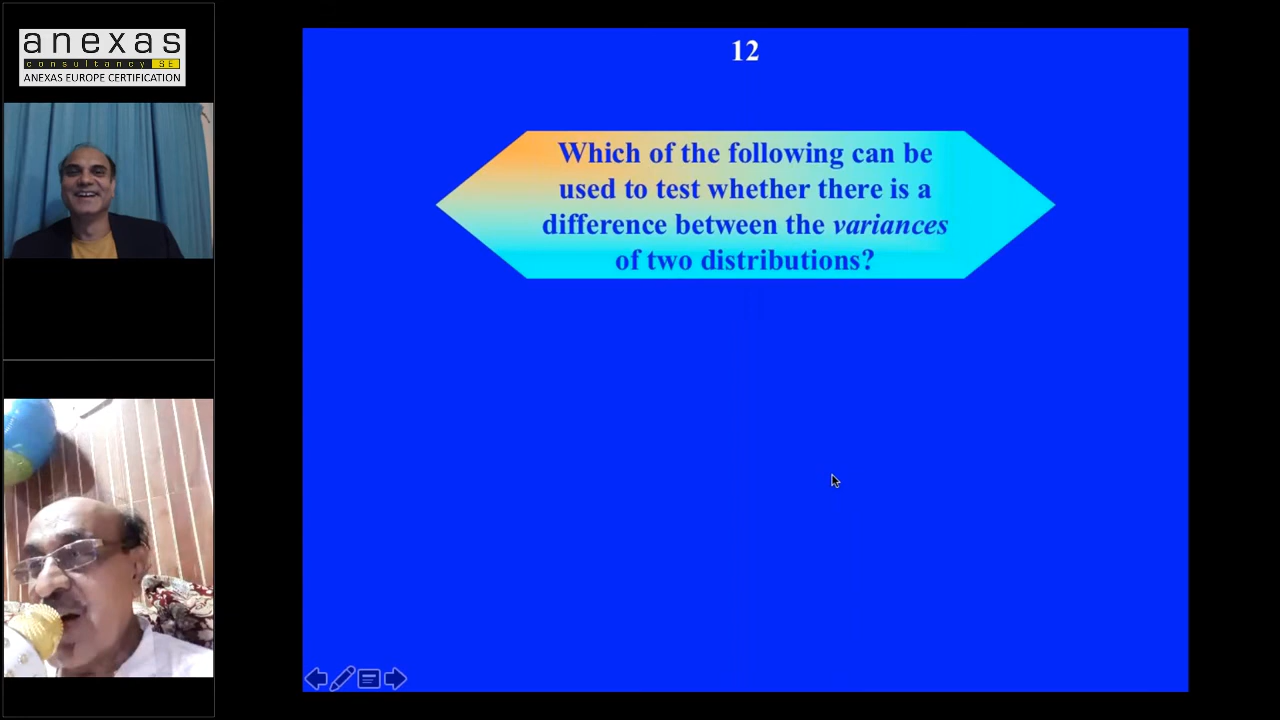 anexas
consultancy SE
ANEXAS EUROPE CERTIFICATION
12
Which of the following can be
used to test whether there is a
difference between the variances
of two distributions?